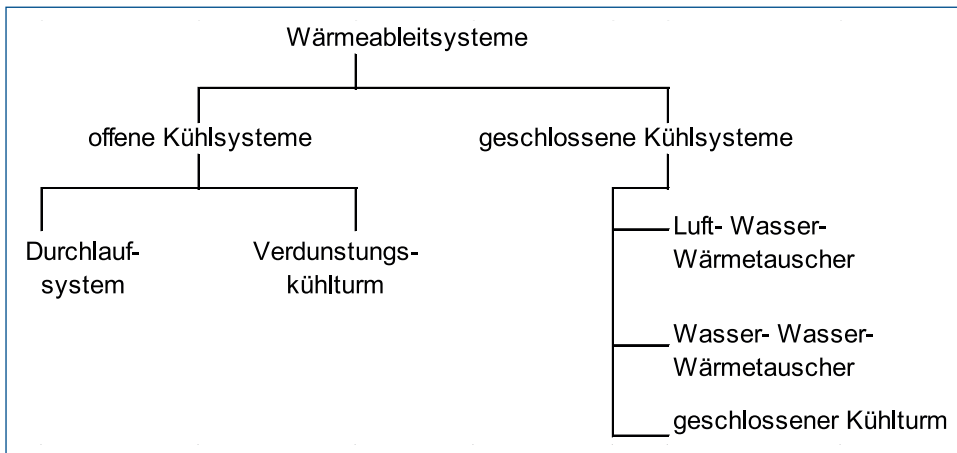 Wärmeableitsysteme
offene Kühlsysteme
geschlossene Kühlsysteme
Durchlauf-
system
Verdunstungs-
kühlturm
Luft- Wasser-
Wärmetauscher
Wasser- Wasser-
Wärmetauscher
geschlossener Kühlturm